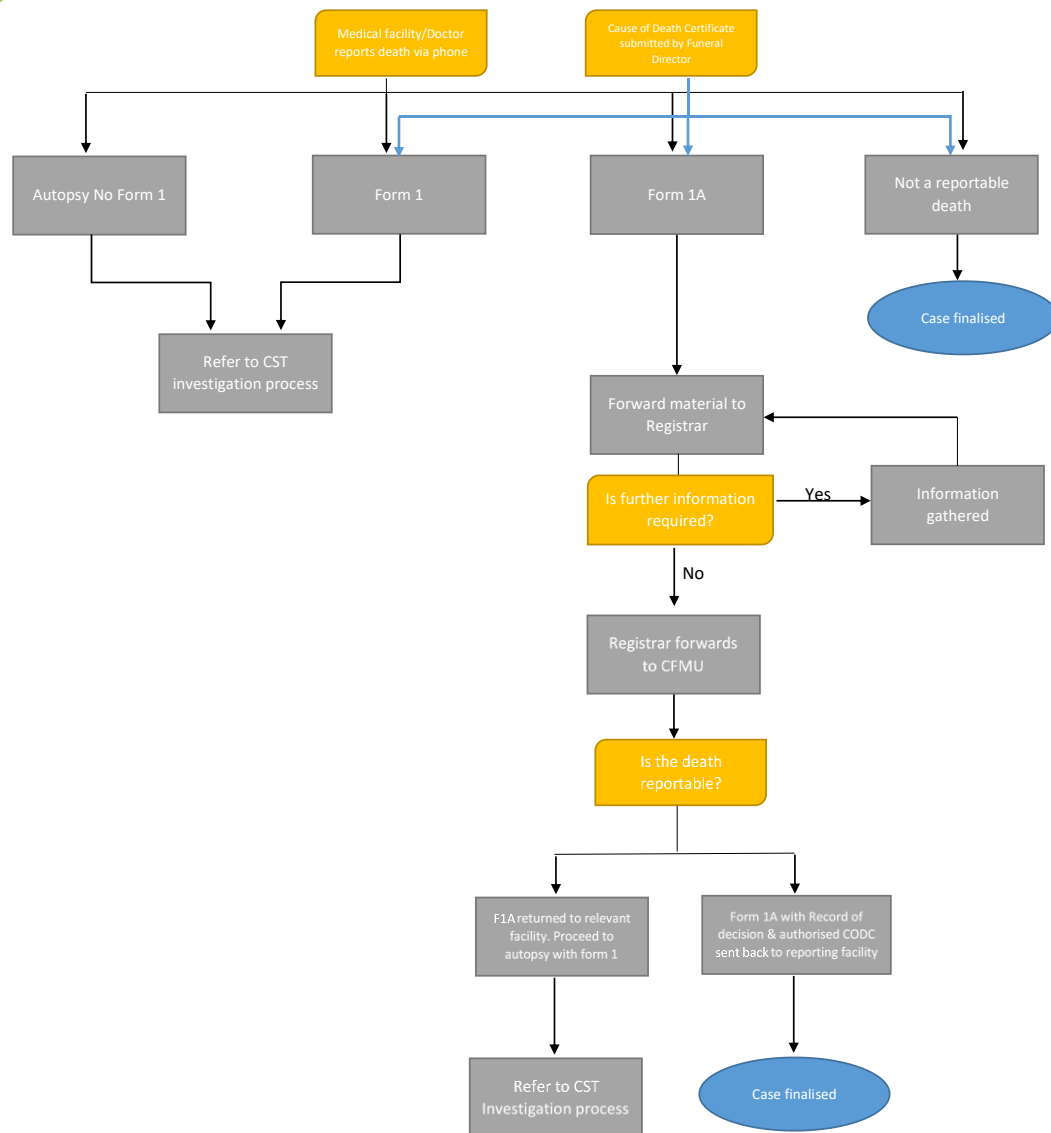 Medical facility/Doctor
reports death via phone
Cause of Death Certificate
submitted by Funeral
Director
Autopsy No Form 1
Form 1
Form 1A
Not a reportable
death
Case finalised
Refer to CST
investigation process
Forward material to
Registrar
Is further information
required?
Yes
Information
gathered
No
Registrar forwards
to CFMU
Is the death
reportable?
F1A returned to relevant
facility. Proceed to
autopsy with form 1
Form 1A with Record of
decision & authorised CODC
sent back to reporting facility
Refer to CST
Investigation process
Case finalised